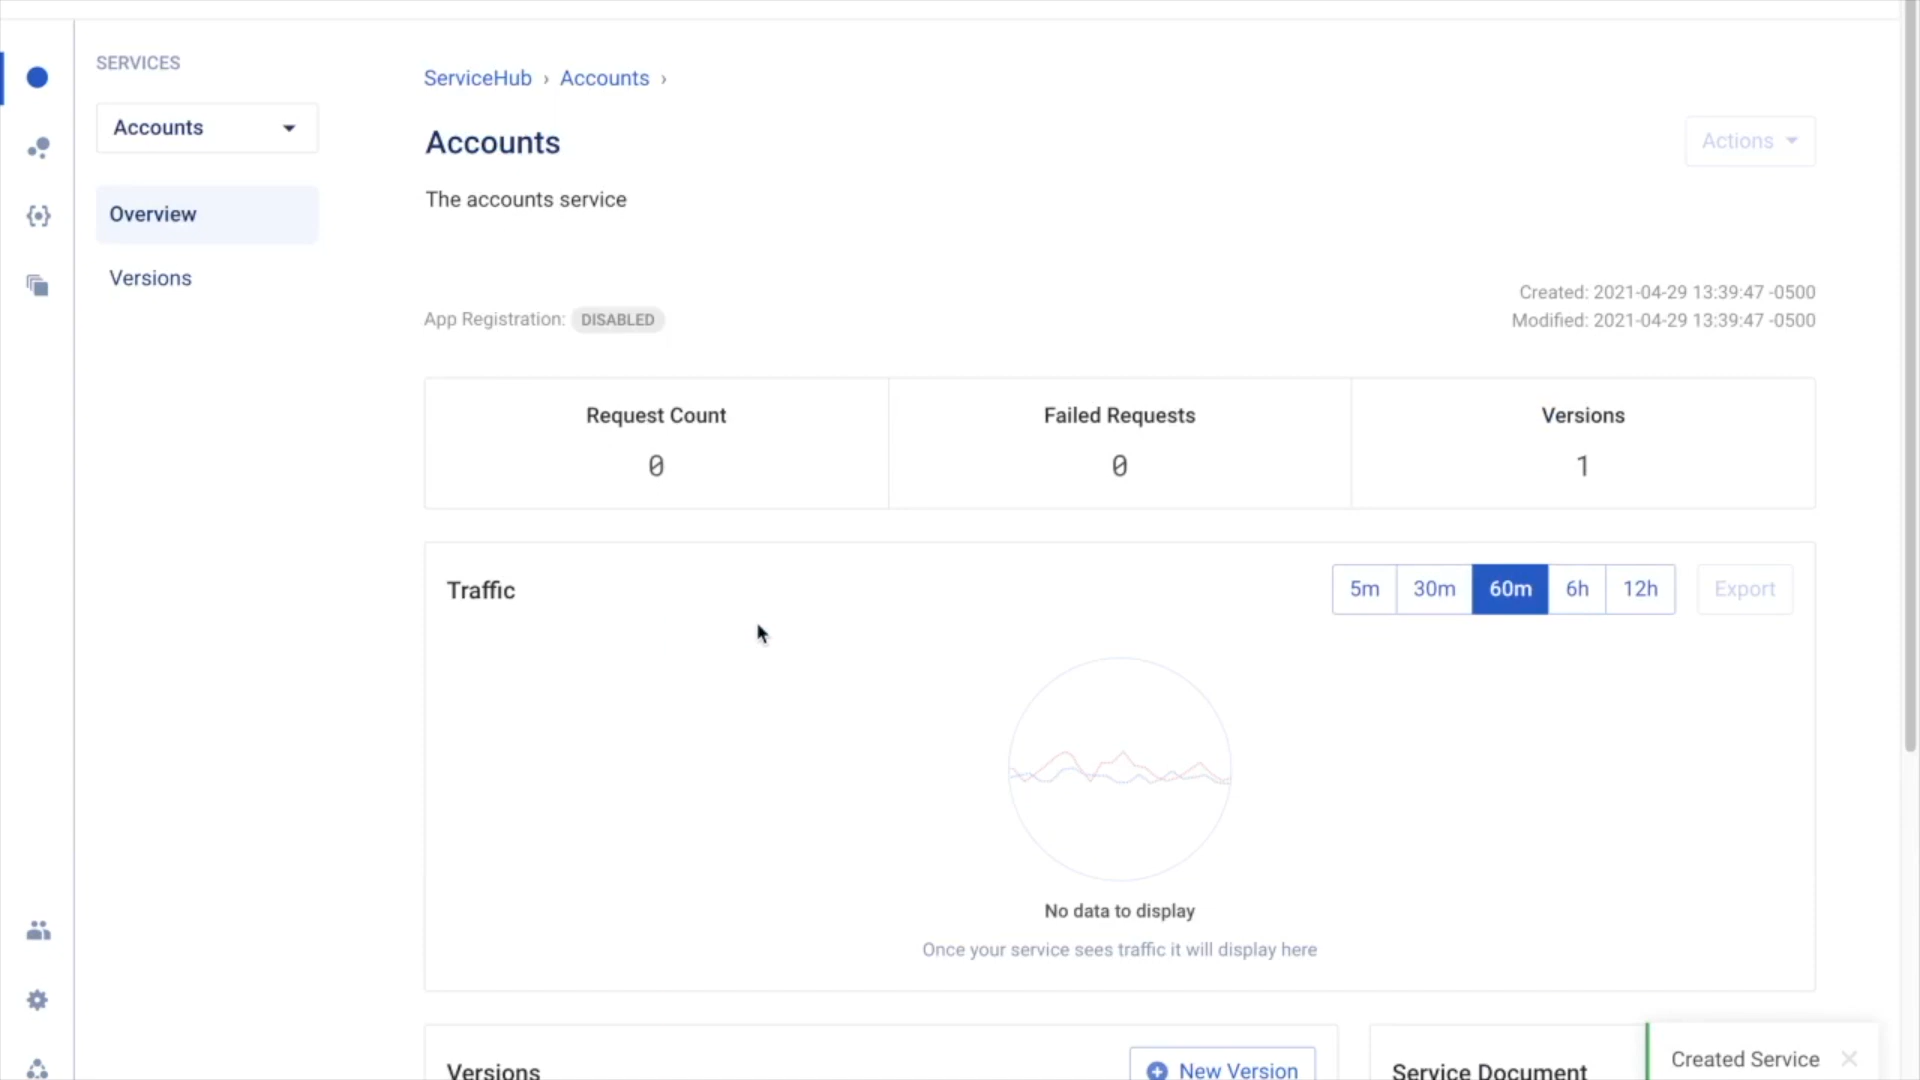 SERVICES
Accounts
Overview
Versions
ServiceHub › Accounts ›
Accounts
Actions
The accounts service
App Registration: DISABLED
Created: 2021-04-29 13:39:47 -0500
Modified: 2021-04-29 13:39:47 -0500
Request Count
0
Failed Requests
0
Versions
1
Traffic
5m 30m 60m 6h 12h
Export
No data to display
Once your service sees traffic it will display here
Versions
New Version
Service Document
Created Service